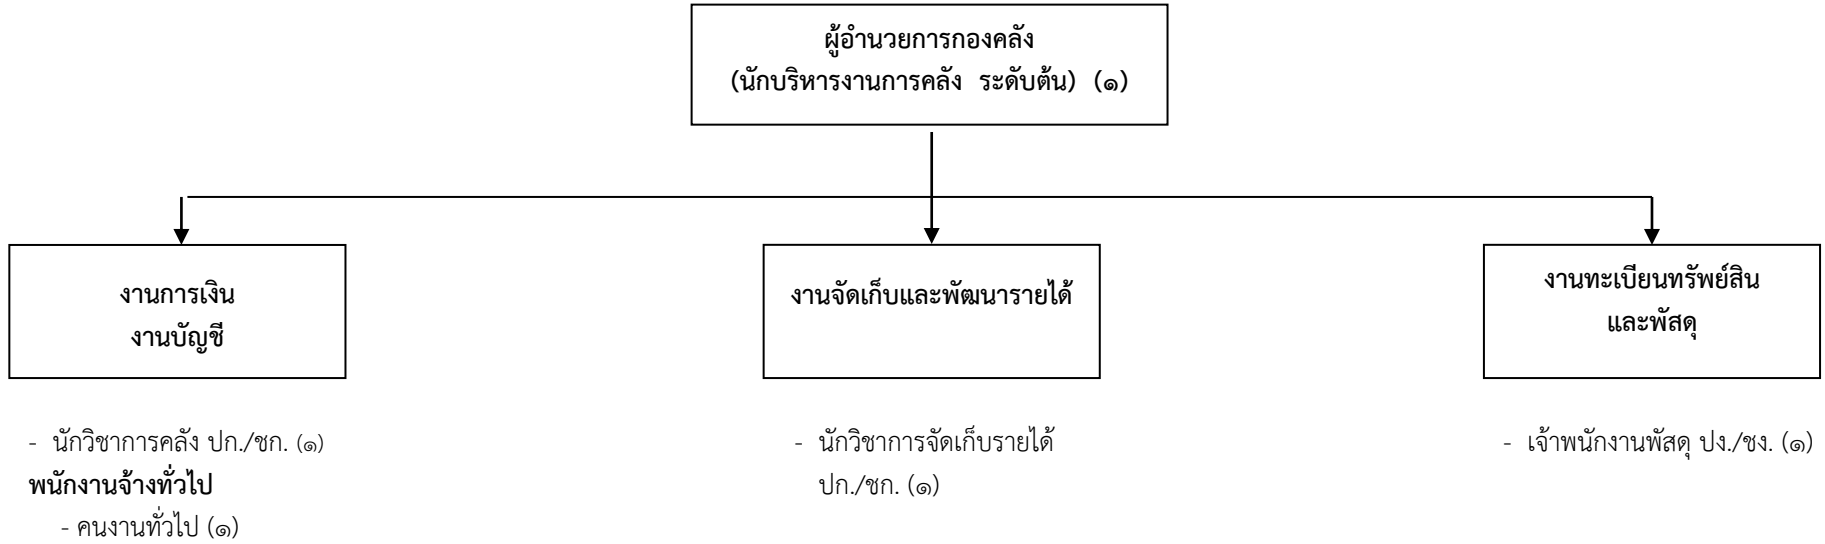 ผู้อำนวยการกองคลัง
(นักบริหารงานการคลัง ระดับต้น) (๑)
งานการเงิน
งานบัญชี
งานจัดเก็บและพัฒนารายได้
งานทะเบียนทรัพย์สิน
และพัสดุ
- นักวิชาการคลัง ปก./ชก. (๑)
พนักงานจ้างทั่วไป
- คนงานทั่วไป (๑)
- นักวิชาการจัดเก็บรายได้
ปก./ชก. (๑)
- เจ้าพนักงานพัสดุ ปง./ชง. (๑)